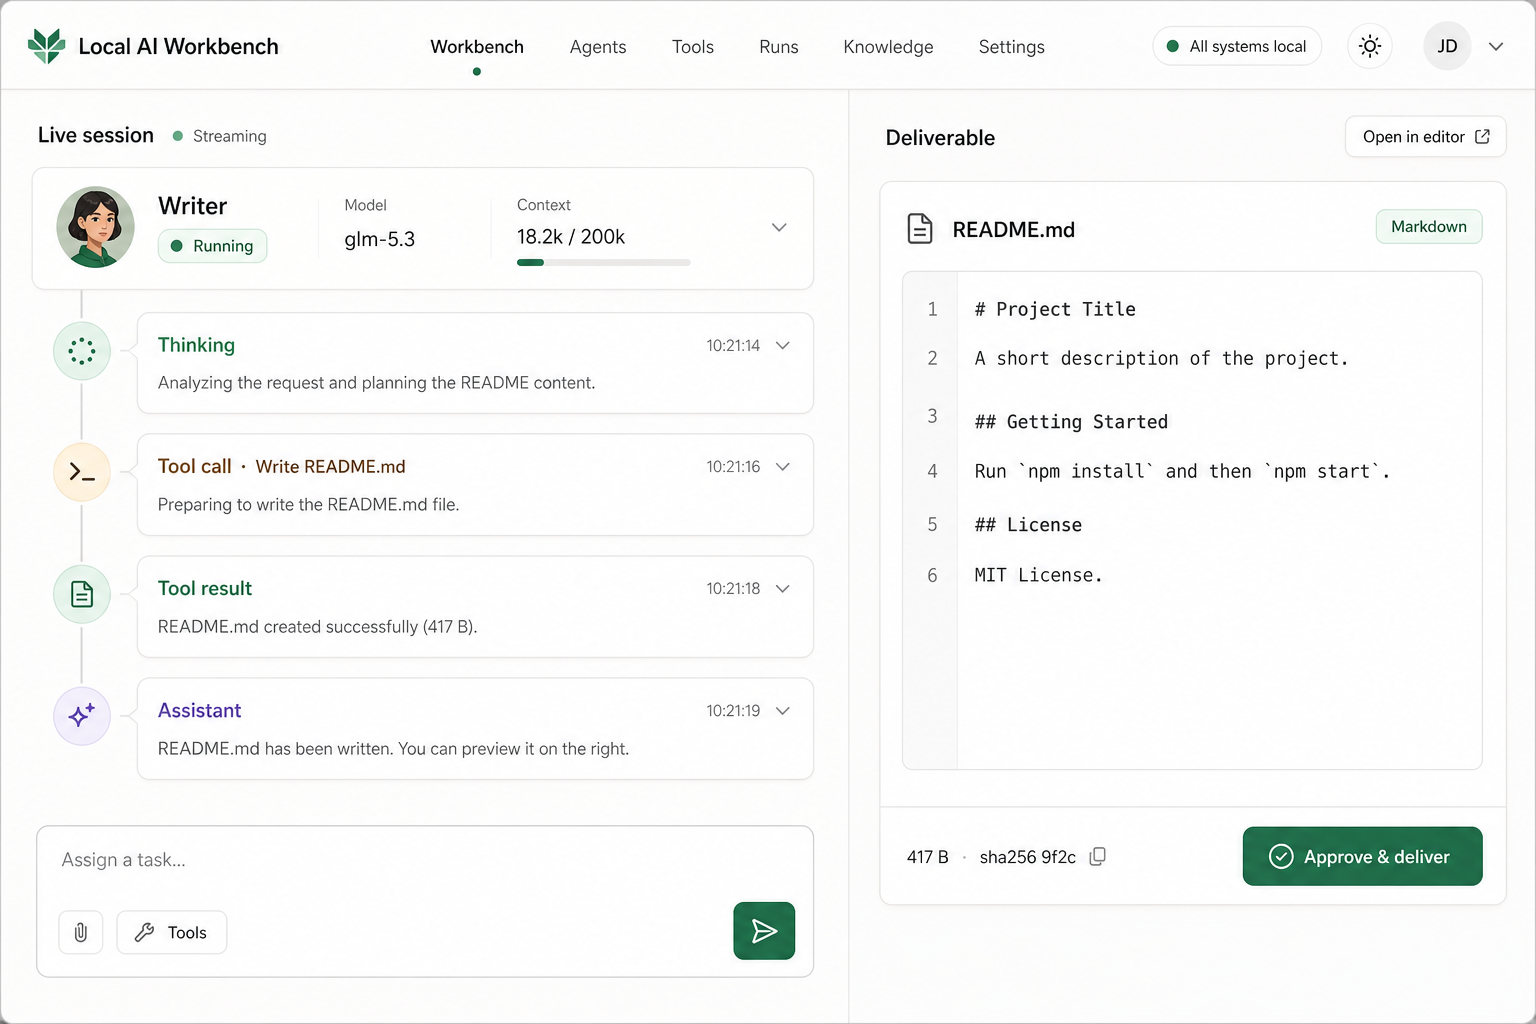 Local AI Workbench
Workbench
Agents
Tools
Runs
Knowledge
Settings
All systems local
JD
Live session
Streaming
Writer
Running
Model
glm-5.3
Context
18.2k / 200k
Thinking
10:21:14
Analyzing the request and planning the README content.
Tool call · Write README.md
10:21:16
Preparing to write the README.md file.
Tool result
10:21:18
README.md created successfully (417 B).
Assistant
10:21:19
README.md has been written. You can preview it on the right.
Assign a task...
Tools
Deliverable
Open in editor
README.md
Markdown
1 # Project Title
2 A short description of the project.
3 ## Getting Started
4 Run `npm install` and then `npm start`.
5 ## License
6 MIT License.
417 B · sha256 9f2c
Approve & deliver